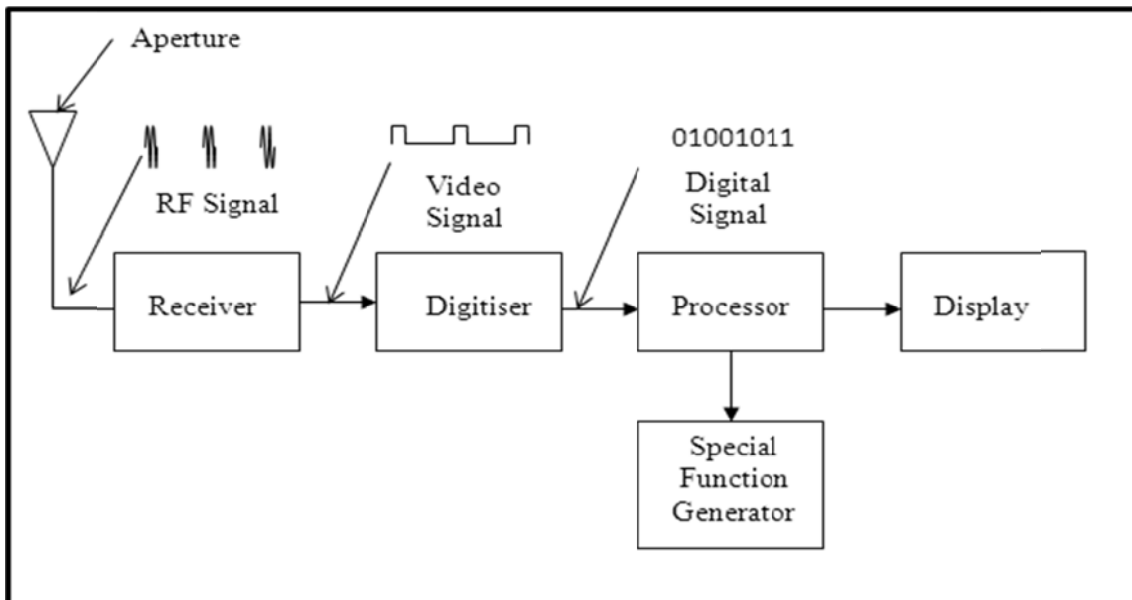 Aperture
01001011
RF Signal
Video
Signal
Digital
Signal
Receiver
Digitiser
Processor
Display
Special
Function
Generator